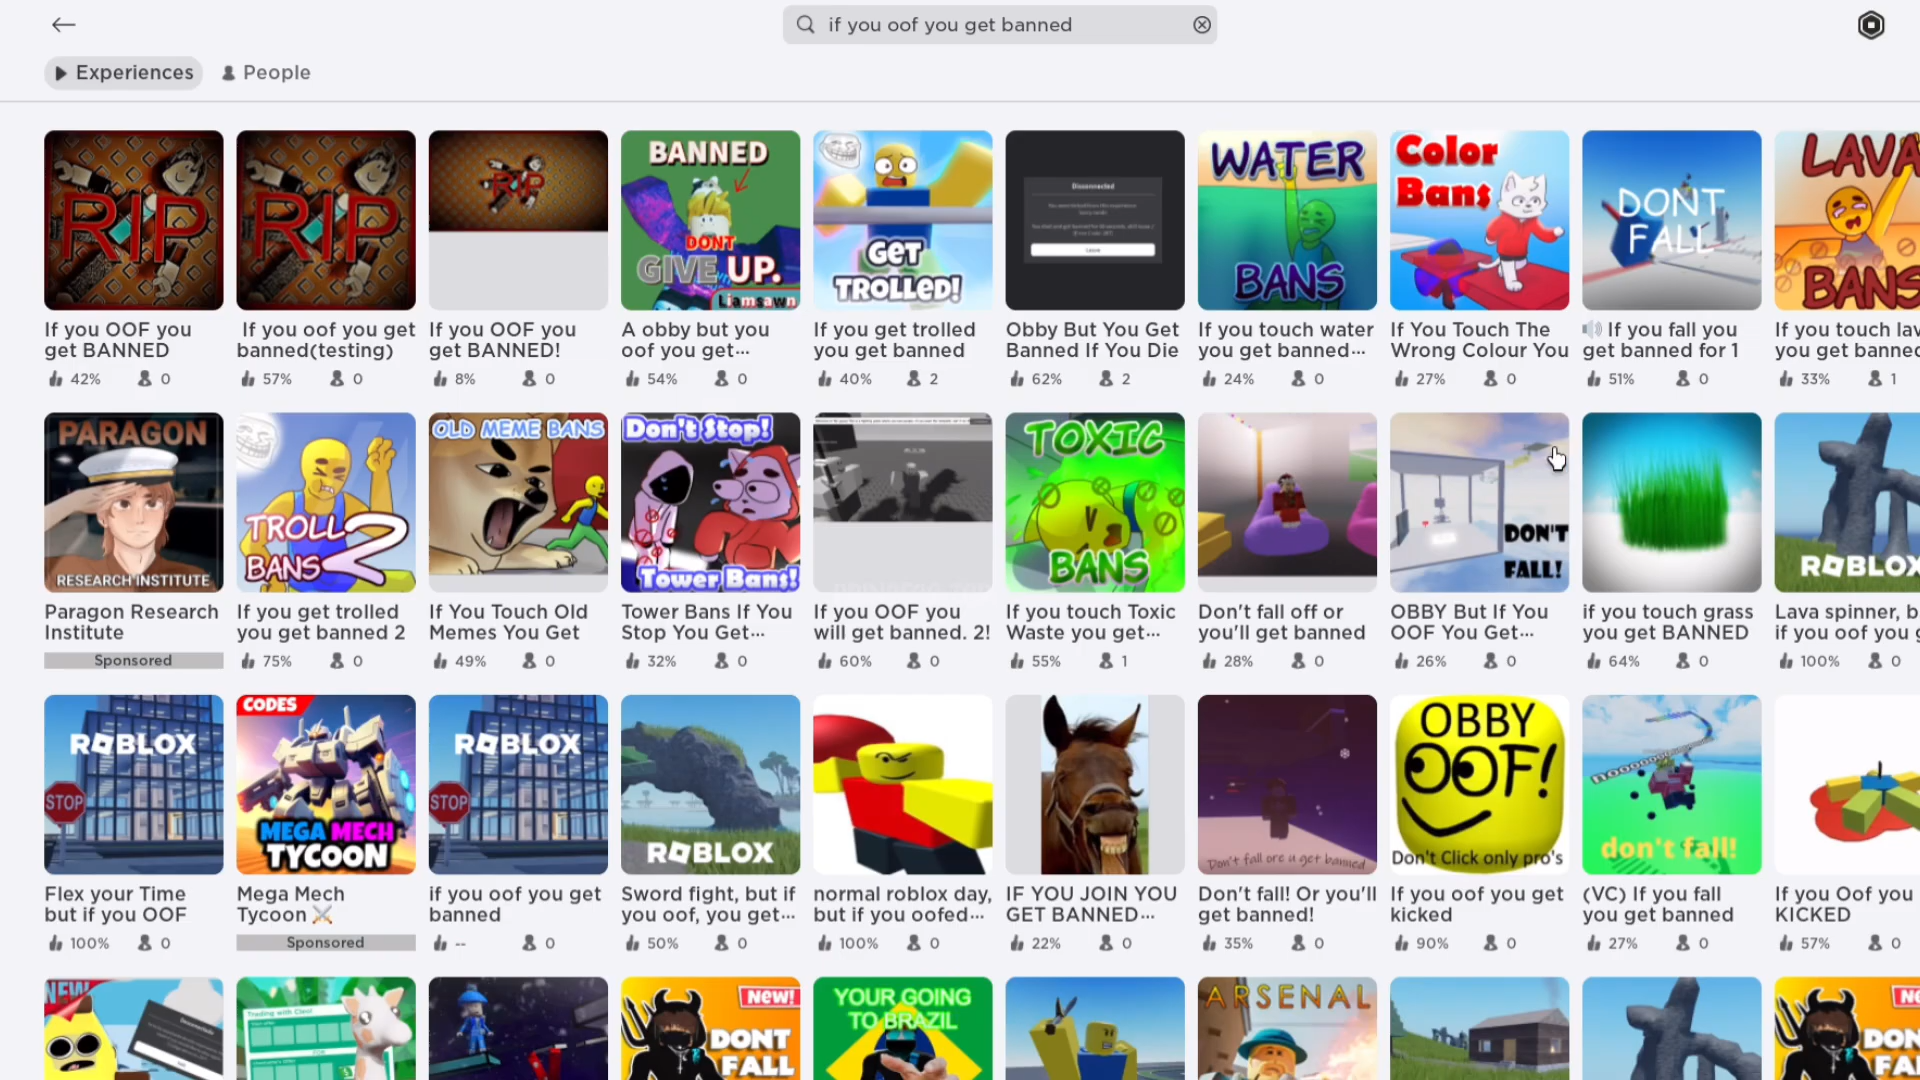 if you oof you get banned
Experiences
People
RIP
RIP
RIP
BANNED
DONT
GIVE UP.
Liamsawn
GET
TROLLED!
Disconnected
Leave
WATER
BANS
Color
Bans
DONT
FALL
LAVA
BANS
If you OOF you
get BANNED
If you oof you get
banned(testing)
If you OOF you
get BANNED!
A obby but you
oof you get...
If you get trolled
you get banned
Obby But You Get
Banned If You Die
If you touch water
you get banned...
If You Touch The
Wrong Colour You
If you fall you
get banned for 1
If you touch lav
you get banned
42% 0
57% 0
8% 0
54% 0
40% 2
62% 2
24% 0
27% 0
51% 0
33% 1
PARAGON
RESEARCH INSTITUTE
TROLL
BANS 2
OLD MEME BANS
Don't Stop!
Tower Bans!
TOXIC
BANS
DON'T
FALL!
ROBLOX
Paragon Research
Institute
If you get trolled
you get banned 2
If You Touch Old
Memes You Get
Tower Bans If You
Stop You Get...
If you OOF you
will get banned. 2!
If you touch Toxic
Waste you get...
Don't fall off or
you'll get banned
OBBY But If You
OOF You Get...
if you touch grass
you get BANNED
Lava spinner, b
if you oof you g
Sponsored
75% 0
49% 0
32% 0
60% 0
55% 1
28% 0
26% 0
64% 0
100% 0
ROBLOX
STOP
CODES
MEGA MECH
TYCOON
ROBLOX
STOP
ROBLOX
Don't fall ore u get banned
OBBY
OOF!
Don't Click only pro's
Nooooooo
don't fall!
Flex your Time
but if you OOF
Mega Mech
Tycoon ⚔
if you oof you get
banned
Sword fight, but if
you oof, you get...
normal roblox day,
but if you oofed...
IF YOU JOIN YOU
GET BANNED...
Don't fall! Or you'll
get banned!
If you oof you get
kicked
(VC) If you fall
you get banned
If you Oof you
KICKED
100% 0
Sponsored
-- 0
50% 0
100% 0
22% 0
35% 0
90% 0
27% 0
57% 0
NEW
Trading with Cleo!
New!
DONT
FALL
YOUR GOING
TO BRAZIL
ARSENAL
Ne
DON
FAL